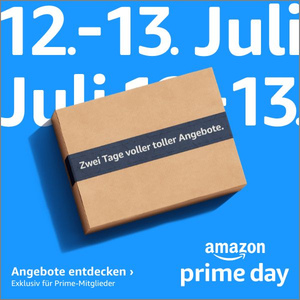 12.-13. Juli
Juli 12.-13.
Zwei Tage voller toller Angebote.
Angebote entdecken ›
Exklusiv für Prime-Mitglieder
amazon
prime day